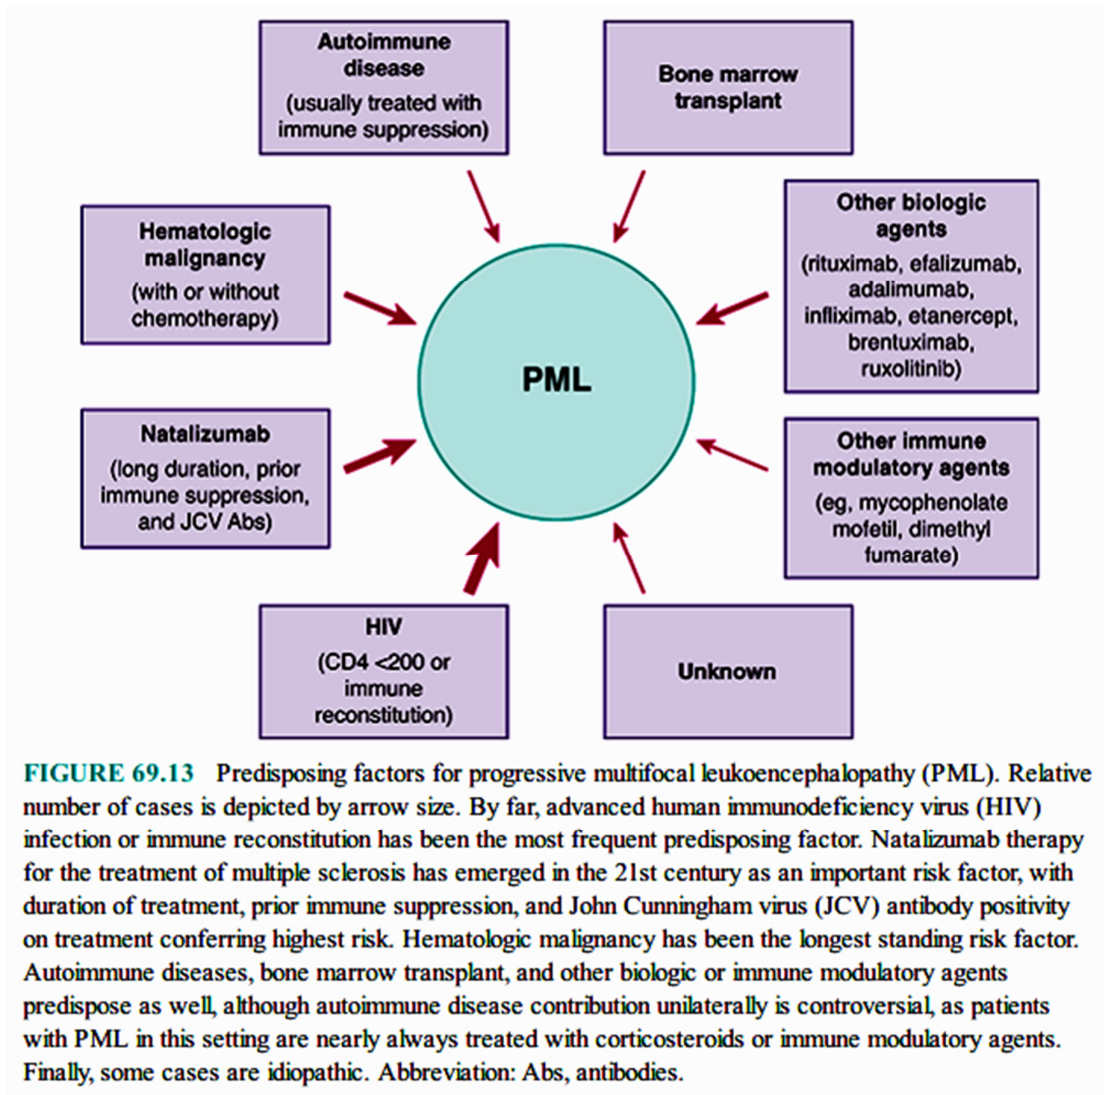 Autoimmune
disease
(usually treated with
immune suppression)
Bone marrow
transplant
Hematologic
malignancy
(with or without
chemotherapy)
Other biologic
agents
(rituximab, efalizumab,
adalimumab,
infliximab, etanercept,
brentuximab,
ruxolitinib)
PML
Natalizumab
(long duration, prior
immune suppression,
and JCV Abs)
Other immune
modulatory agents
(eg, mycophenolate
mofetil, dimethyl
fumarate)
HIV
(CD4 <200 or
immune
reconstitution)
Unknown
FIGURE 69.13 Predisposing factors for progressive multifocal leukoencephalopathy (PML). Relative
number of cases is depicted by arrow size. By far, advanced human immunodeficiency virus (HIV)
infection or immune reconstitution has been the most frequent predisposing factor. Natalizumab therapy
for the treatment of multiple sclerosis has emerged in the 21st century as an important risk factor, with
duration of treatment, prior immune suppression, and John Cunningham virus (JCV) antibody positivity
on treatment conferring highest risk. Hematologic malignancy has been the longest standing risk factor.
Autoimmune diseases, bone marrow transplant, and other biologic or immune modulatory agents
predispose as well, although autoimmune disease contribution unilaterally is controversial, as patients
with PML in this setting are nearly always treated with corticosteroids or immune modulatory agents.
Finally, some cases are idiopathic. Abbreviation: Abs, antibodies.